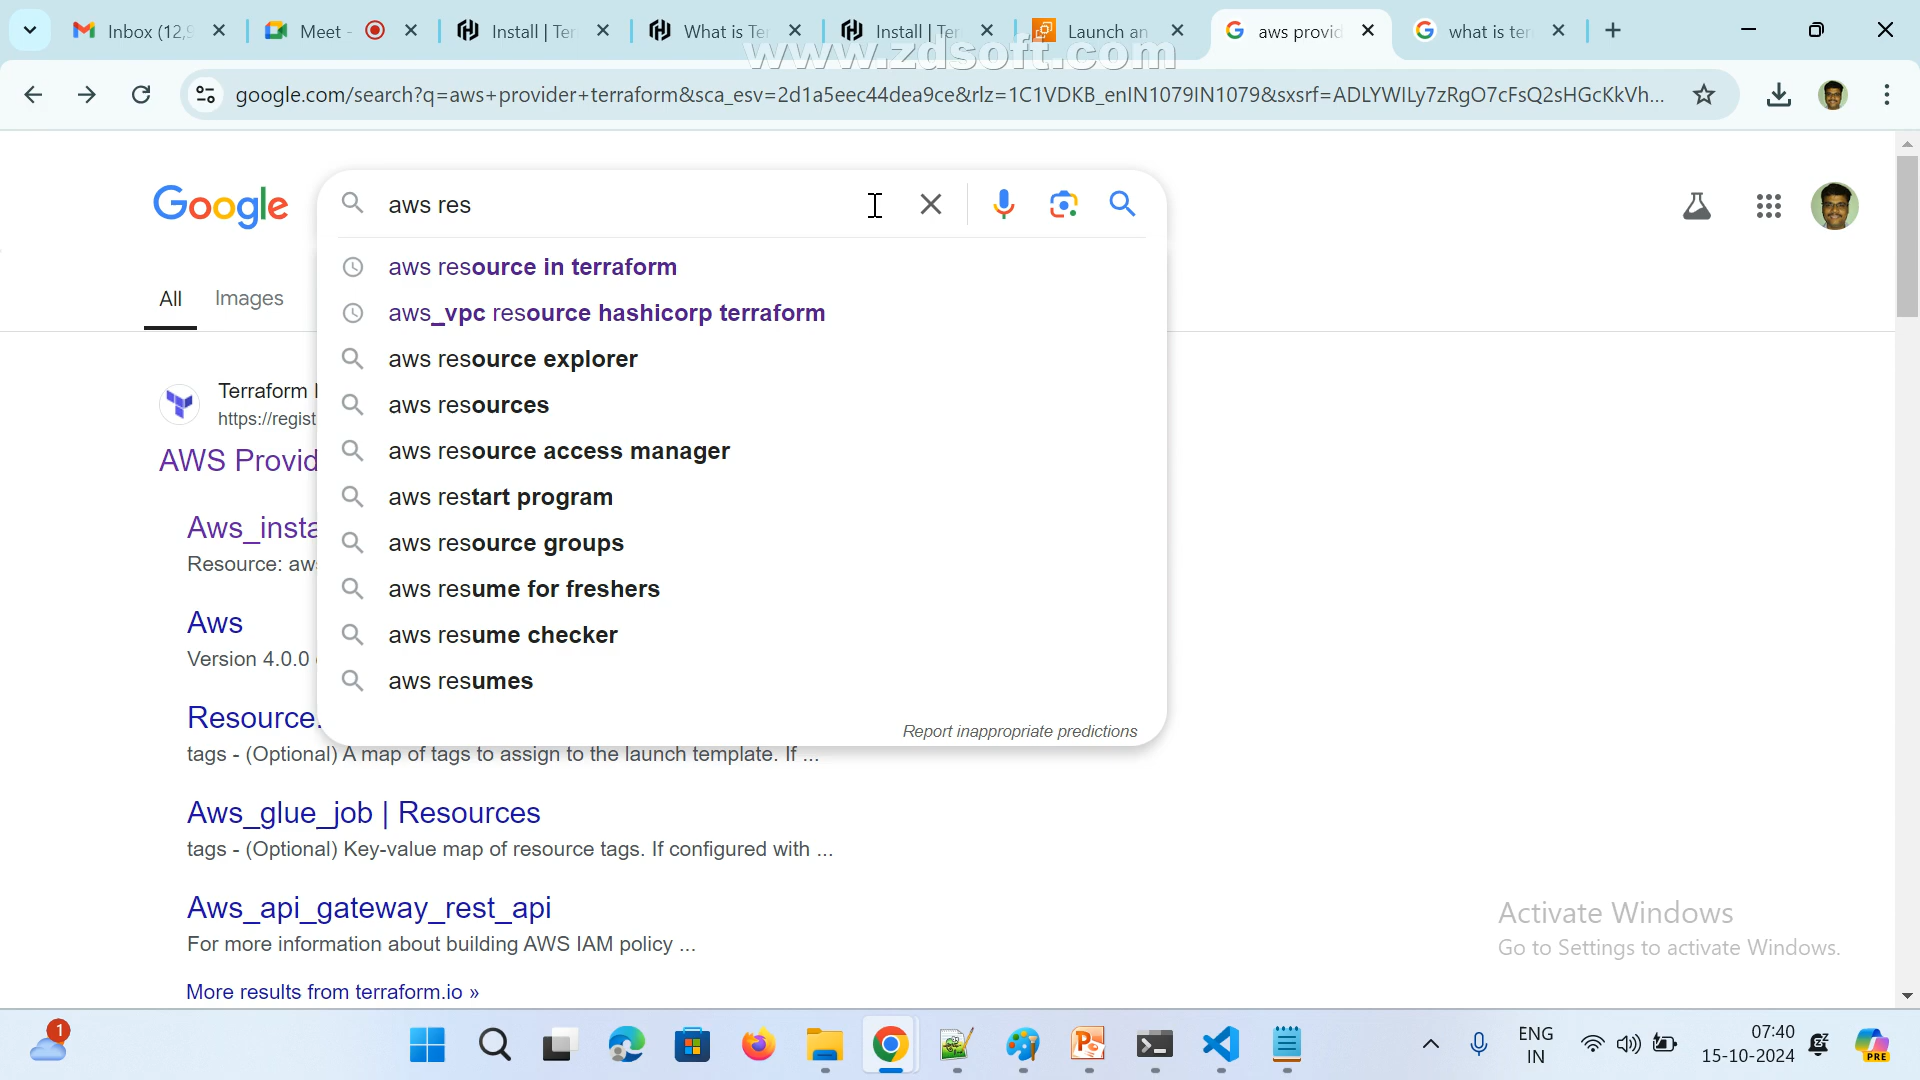 Inbox (12,9
Meet -
Install | Ter
What is Te
Install | Ter
Launch an
aws provid
what is ter
www.zdsoft.com
google.com/search?q=aws+provider+terraform&sca_esv=2d1a5eec44dea9ce&rlz=1C1VDKB_enIN1079IN1079&sxsrf=ADLYWILy7zRgO7cFsQ2sHGcKkVh...
Google
aws res
aws resource in terraform
aws_vpc resource hashicorp terraform
aws resource explorer
aws resources
aws resource access manager
aws restart program
aws resource groups
aws resume for freshers
aws resume checker
aws resumes
Report inappropriate predictions
All
Images
Terraform
https://regist
AWS Provid
Aws_insta
Resource: aws
Aws
Version 4.0.0
Resource:
tags - (Optional) A map of tags to assign to the launch template. If ...
Aws_glue_job | Resources
tags - (Optional) Key-value map of resource tags. If configured with ...
Aws_api_gateway_rest_api
For more information about building AWS IAM policy ...
More results from terraform.io »
Activate Windows
Go to Settings to activate Windows.
1
ENG
IN
07:40
15-10-2024
PRE